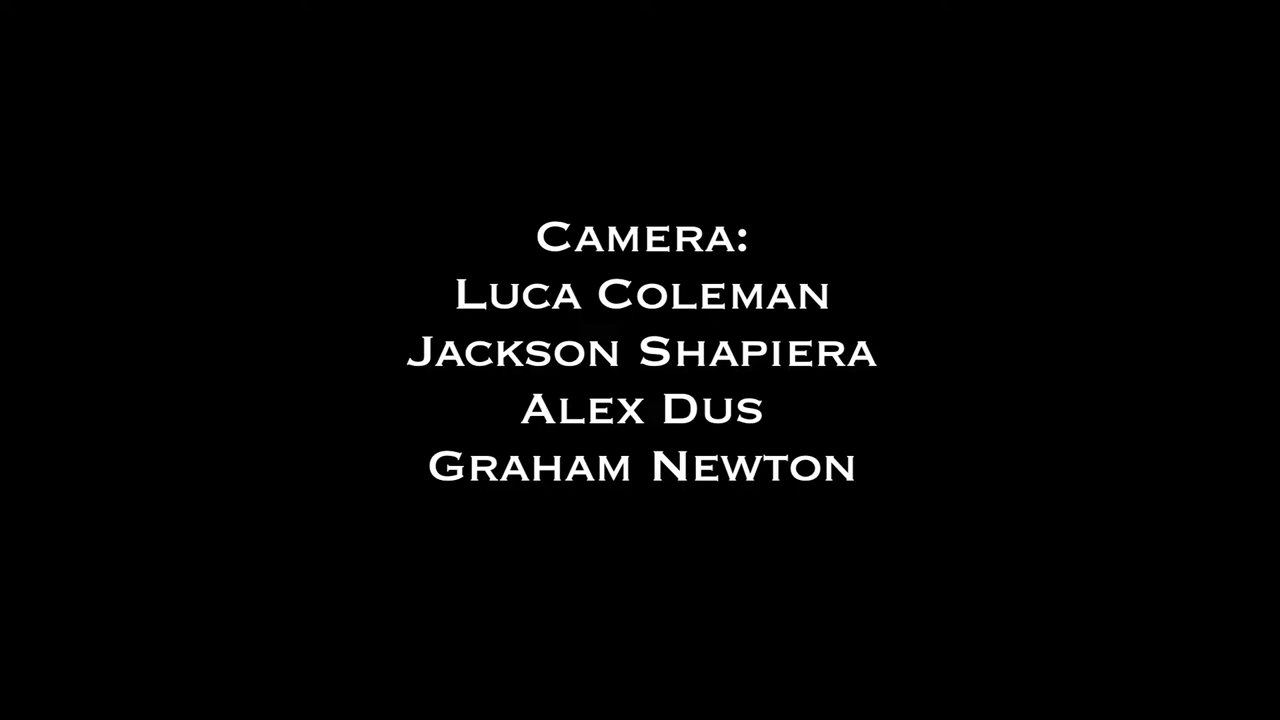 Camera:
Luca Coleman
Jackson Shapiera
Alex Dus
Graham Newton